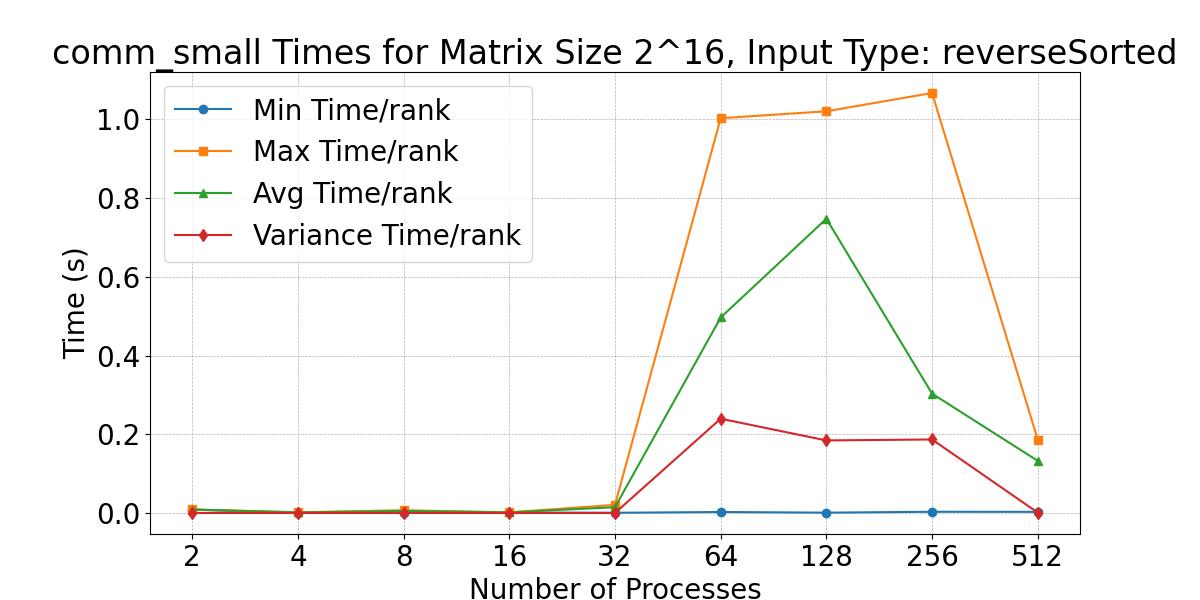 comm_small Times for Matrix Size 2^16, Input Type: reverseSorted
Min Time/rank
Max Time/rank
Avg Time/rank
Variance Time/rank
Time (s)
1.0
0.8
0.6
0.4
0.2
0.0
2 4 8 16 32 64 128 256 512
Number of Processes